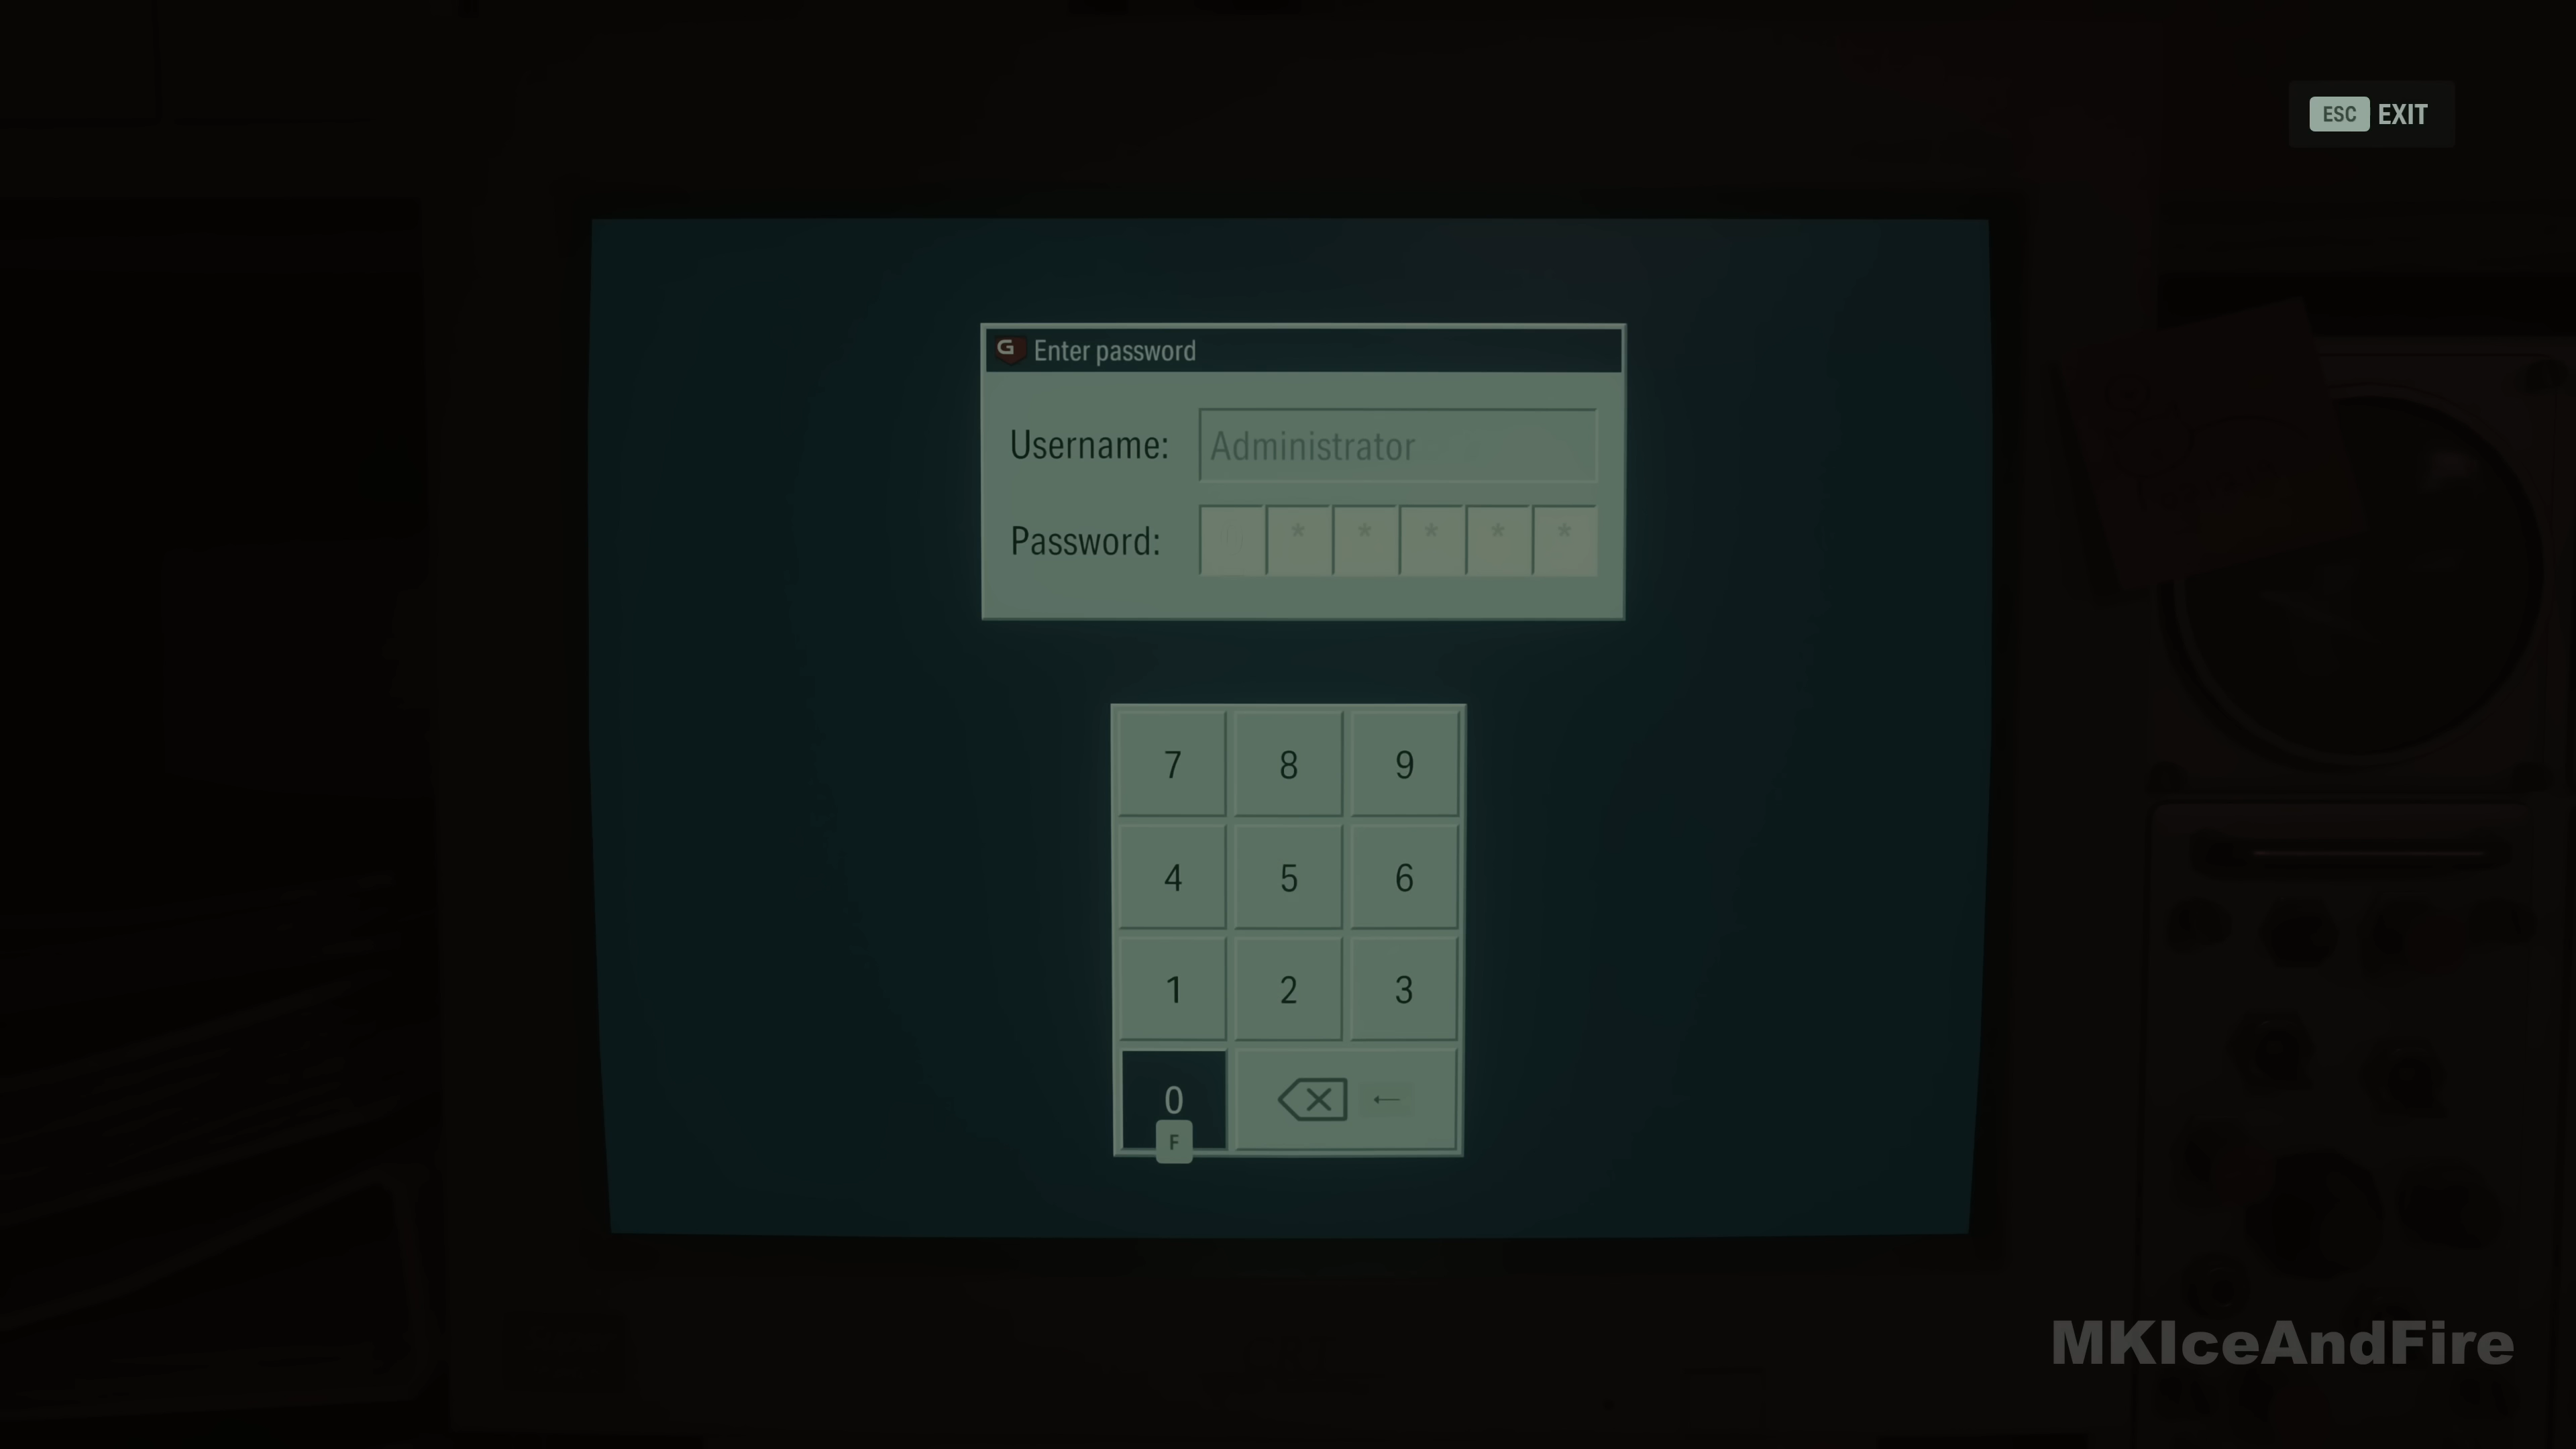 ESC EXIT
G Enter password
Username: Administrator
Password: * * * * *
7 8 9
4 5 6
1 2 3
0 ←
F
MKIceAndFire